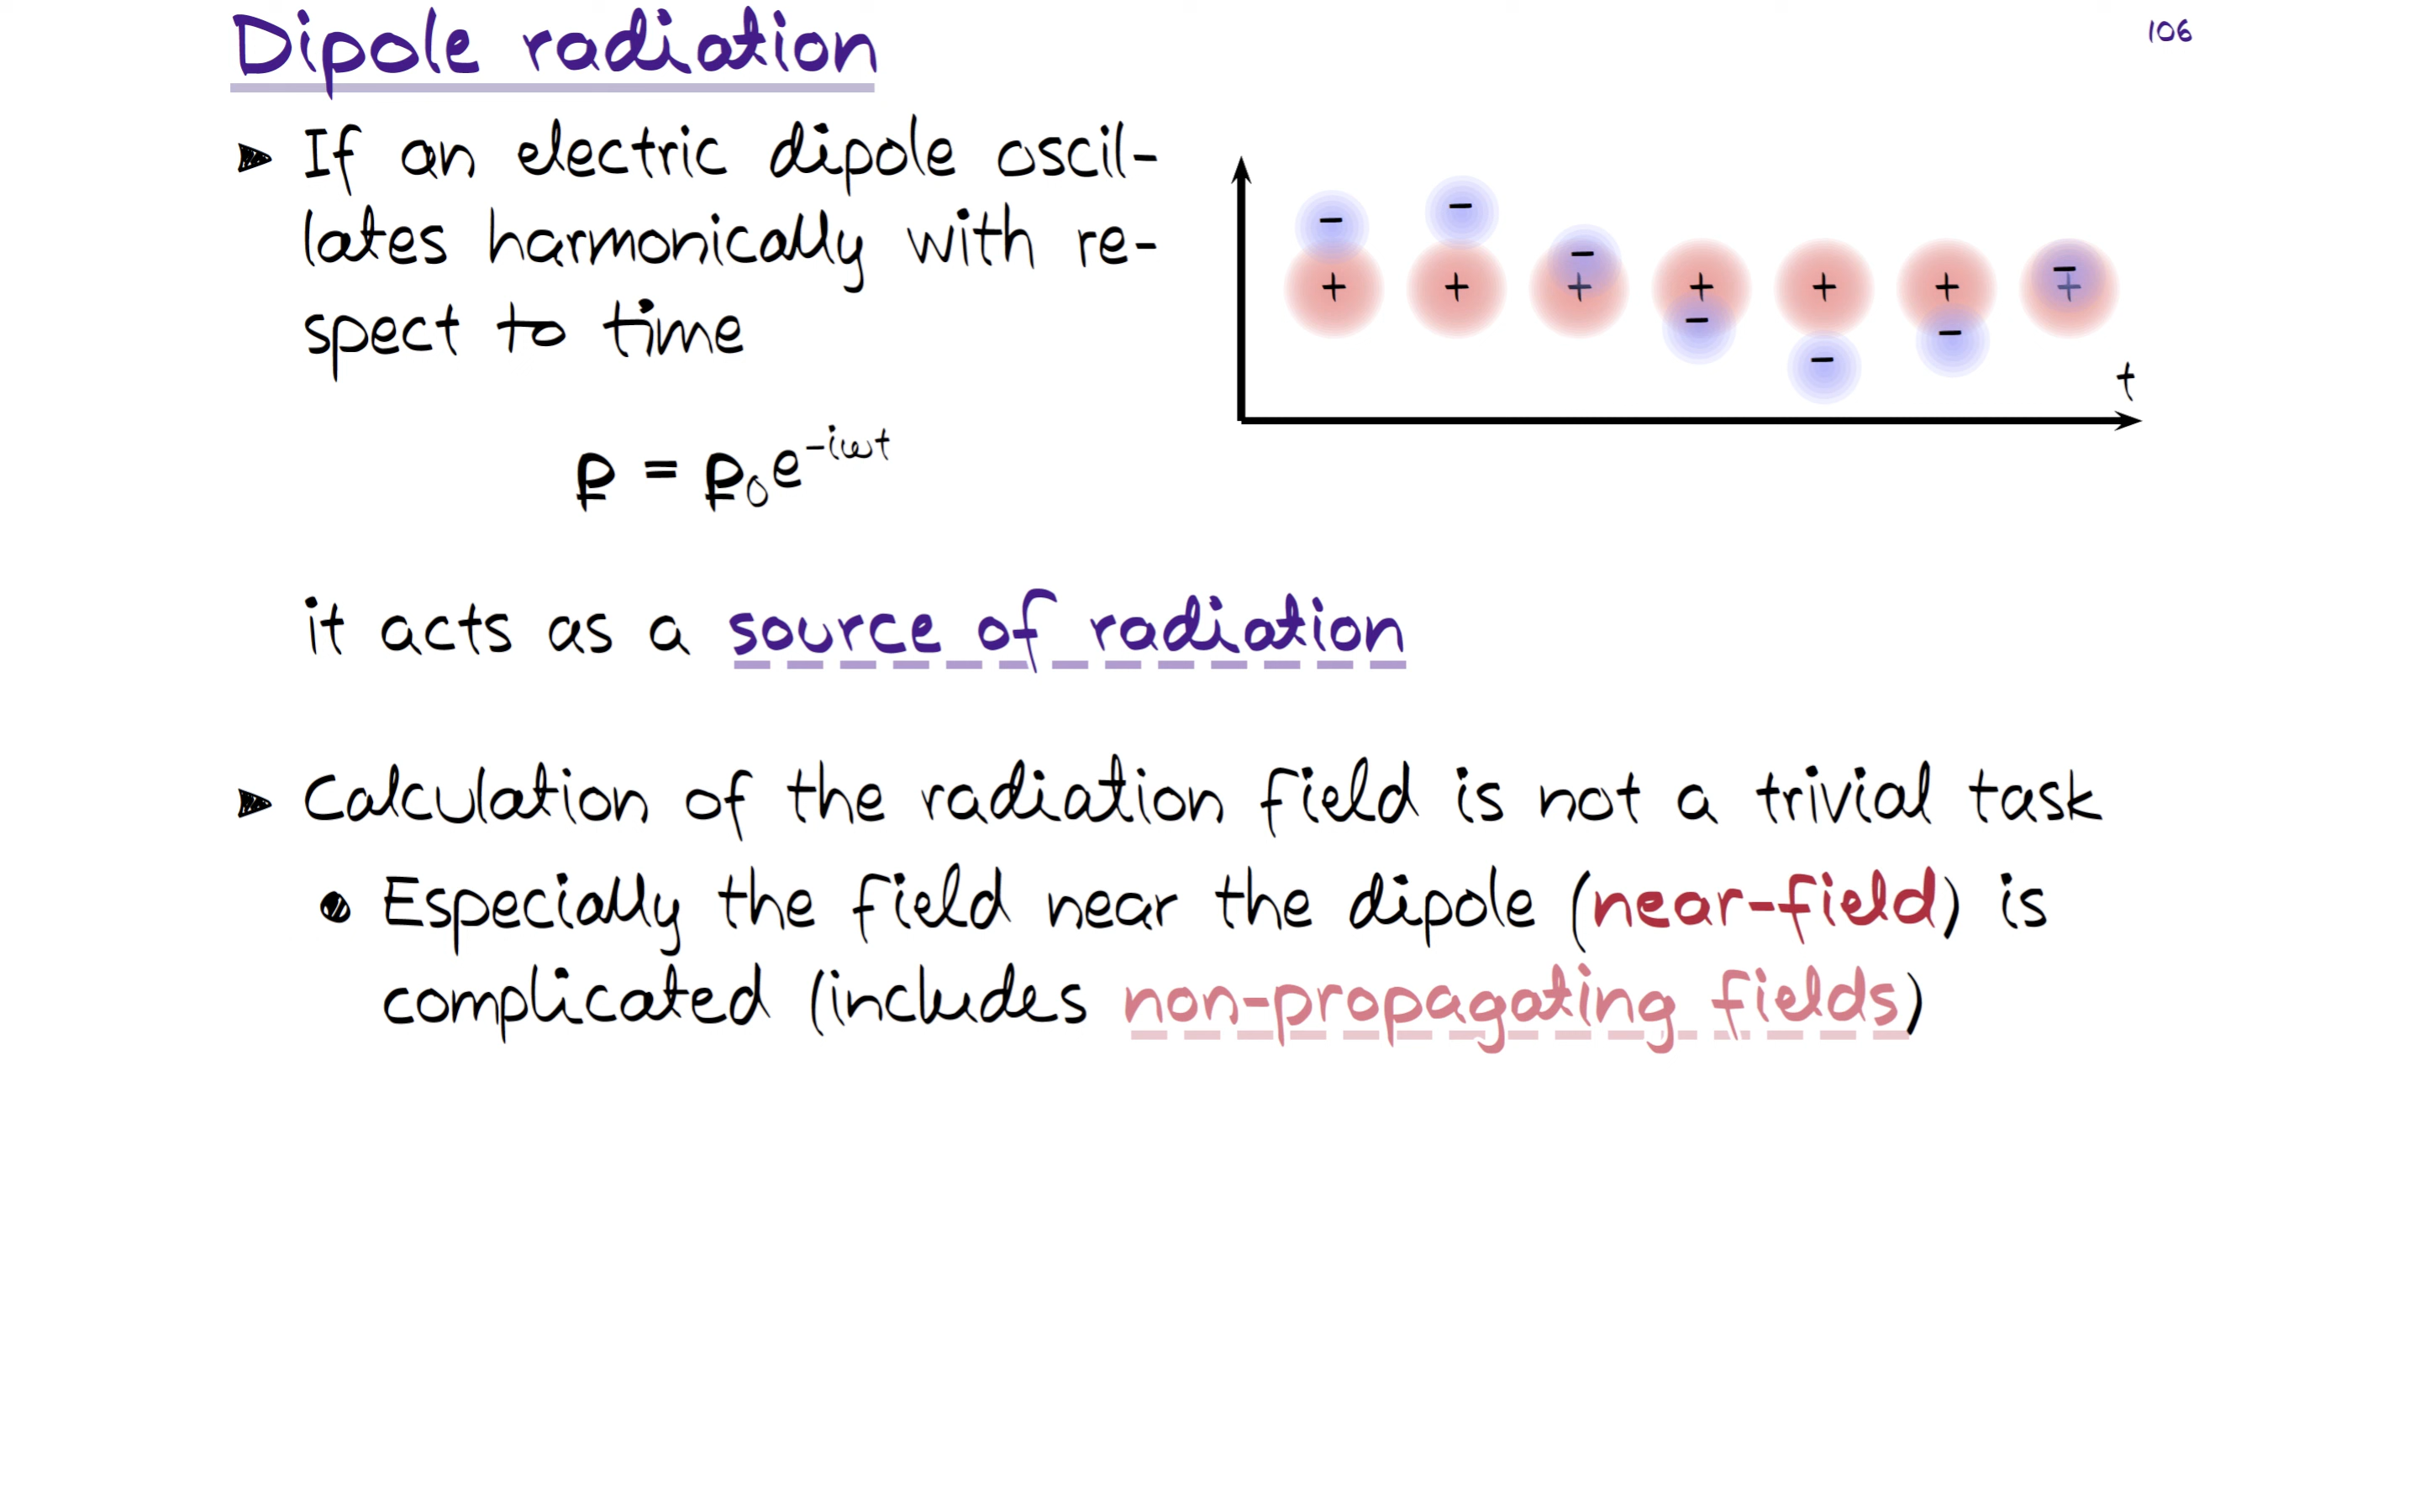 Dipole radiation
106
▶ If an electric dipole oscil-
lates harmonically with re-
spect to time
p = p₀e^-iωt
- - - + + + +
+ + + - - - -
t
it acts as a source of radiation
▶ Calculation of the radiation field is not a trivial task
• Especially the field near the dipole (near-field) is
complicated (includes non-propagating fields)